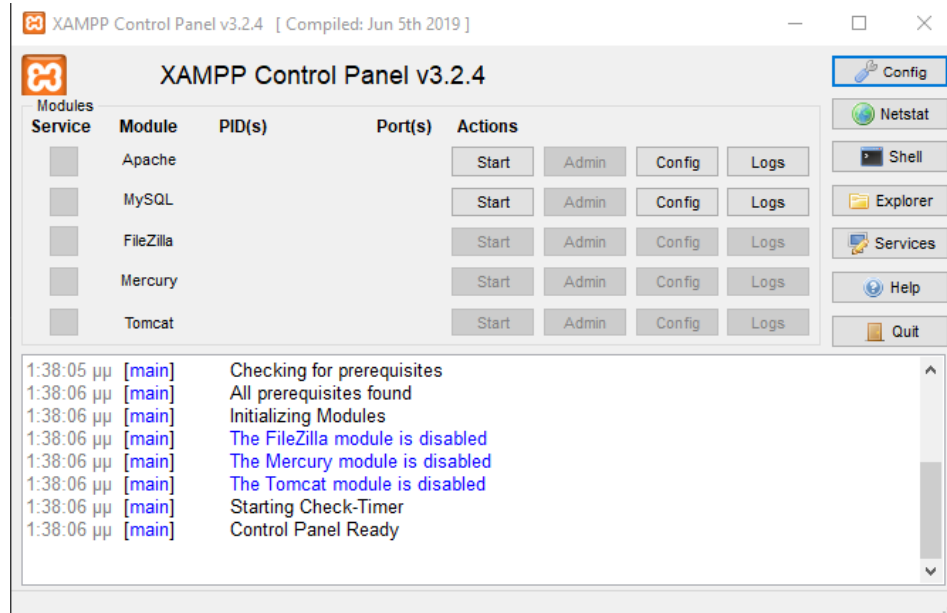 XAMPP Control Panel v3.2.4 [ Compiled: Jun 5th 2019 ]
XAMPP Control Panel v3.2.4
Config
Modules
Service Module PID(s) Port(s) Actions
Netstat
Apache Start Admin Config Logs
Shell
MySQL Start Admin Config Logs
Explorer
FileZilla Start Admin Config Logs
Services
Mercury Start Admin Config Logs
Help
Tomcat Start Admin Config Logs
Quit
1:38:05 μμ [main] Checking for prerequisites
1:38:06 μμ [main] All prerequisites found
1:38:06 μμ [main] Initializing Modules
1:38:06 μμ [main] The FileZilla module is disabled
1:38:06 μμ [main] The Mercury module is disabled
1:38:06 μμ [main] The Tomcat module is disabled
1:38:06 μμ [main] Starting Check-Timer
1:38:06 μμ [main] Control Panel Ready